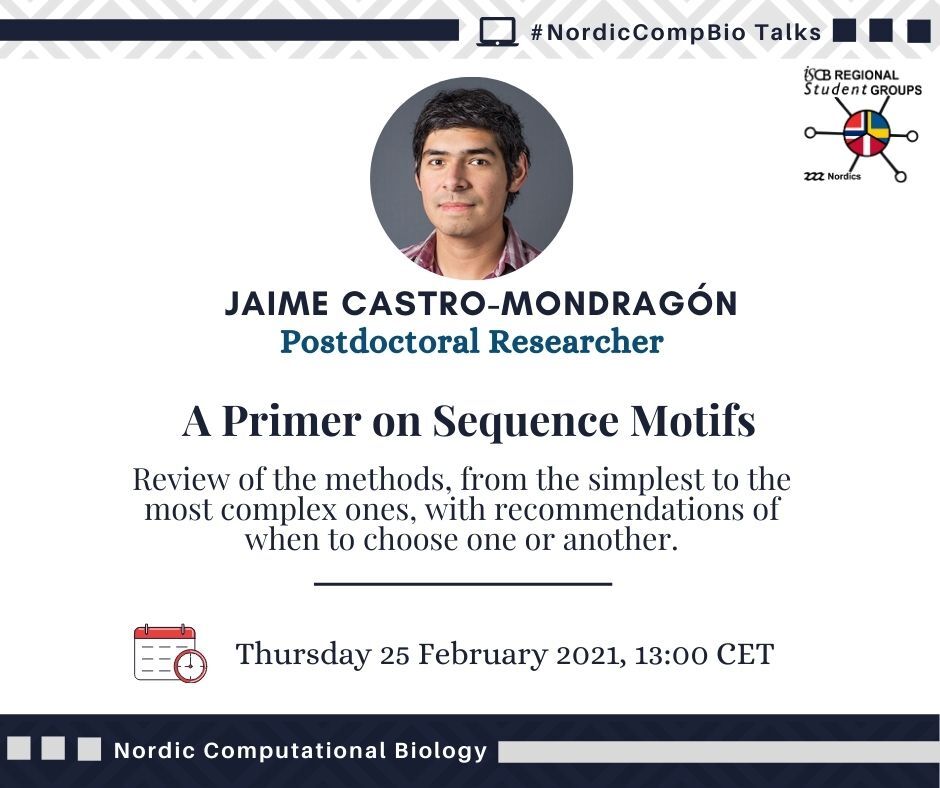 #NordicCompBio Talks
iSCB REGIONAL
Student GROUPS
Nordics
JAIME CASTRO-MONDRAGÓN
Postdoctoral Researcher
A Primer on Sequence Motifs
Review of the methods, from the simplest to the
most complex ones, with recommendations of
when to choose one or another.
Thursday 25 February 2021, 13:00 CET
Nordic Computational Biology